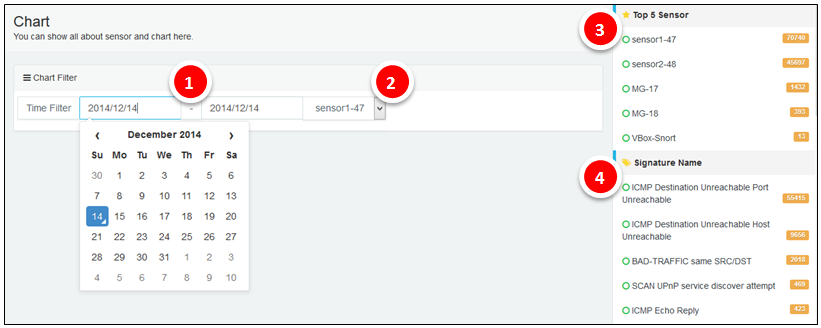 Chart
You can show all about sensor and chart here.
Chart Filter
1
2
Time Filter 2014/12/14 - 2014/12/14 sensor1-47
‹ December 2014 ›
Su Mo Tu We Th Fr Sa
30 1 2 3 4 5 6
7 8 9 10 11 12 13
14 15 16 17 18 19 20
21 22 23 24 25 26 27
28 29 30 31 1 2 3
4 5 6 7 8 9 10
3
Top 5 Sensor
sensor1-47 70740
sensor2-48 45697
MG-17 1432
MG-18 393
VBox-Snort 13
4
Signature Name
ICMP Destination Unreachable Port
Unreachable 55415
ICMP Destination Unreachable Host
Unreachable 9656
BAD-TRAFFIC same SRC/DST 2918
SCAN UPnP service discover attempt 469
ICMP Echo Reply 423